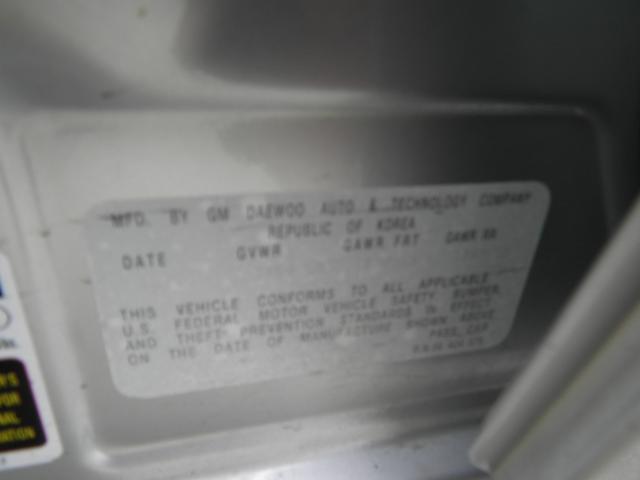 MFD. BY GM DAEWOO AUTO & TECHNOLOGY COMPANY
REPUBLIC OF KOREA
DATE GVWR GAWR FRT GAWR RR
THIS VEHICLE CONFORMS TO ALL APPLICABLE
U.S. FEDERAL MOTOR VEHICLE SAFETY, BUMPER,
AND THEFT PREVENTION STANDARDS IN EFFECT
ON THE DATE OF MANUFACTURE SHOWN ABOVE
PASS. CAR
FOR